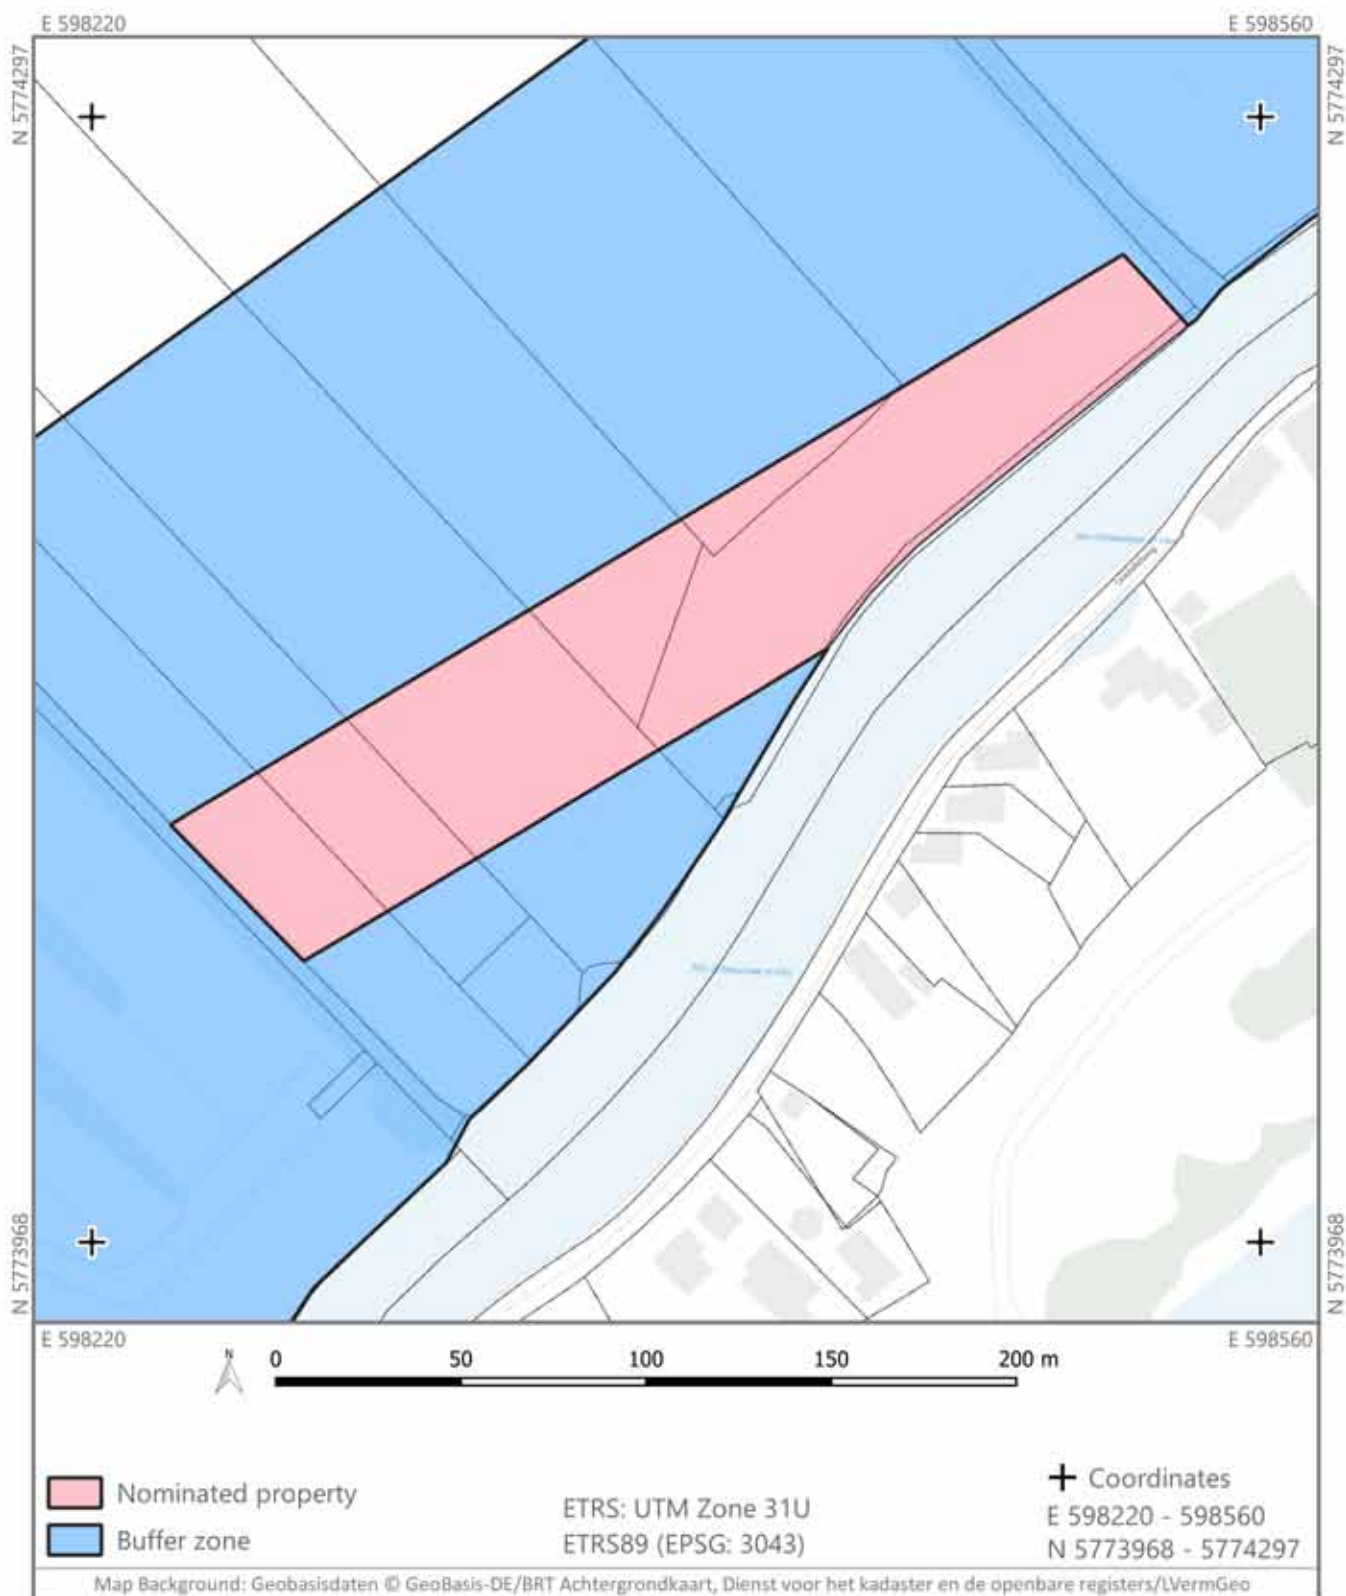 E 598220
E 598560
N 5774297
N 5774297
N 5773968
N 5773968
E 598220
E 598560
N
0 50 100 150 200 m
Nominated property
Buffer zone
ETRS: UTM Zone 31U
ETRS89 (EPSG: 3043)
Coordinates
E 598220 - 598560
N 5773968 - 5774297
Map Background: Geobasisdaten © GeoBasis-DE/BRT Achtergrondkaart, Dienst voor het kadaster en de openbare registers/LVermGeo